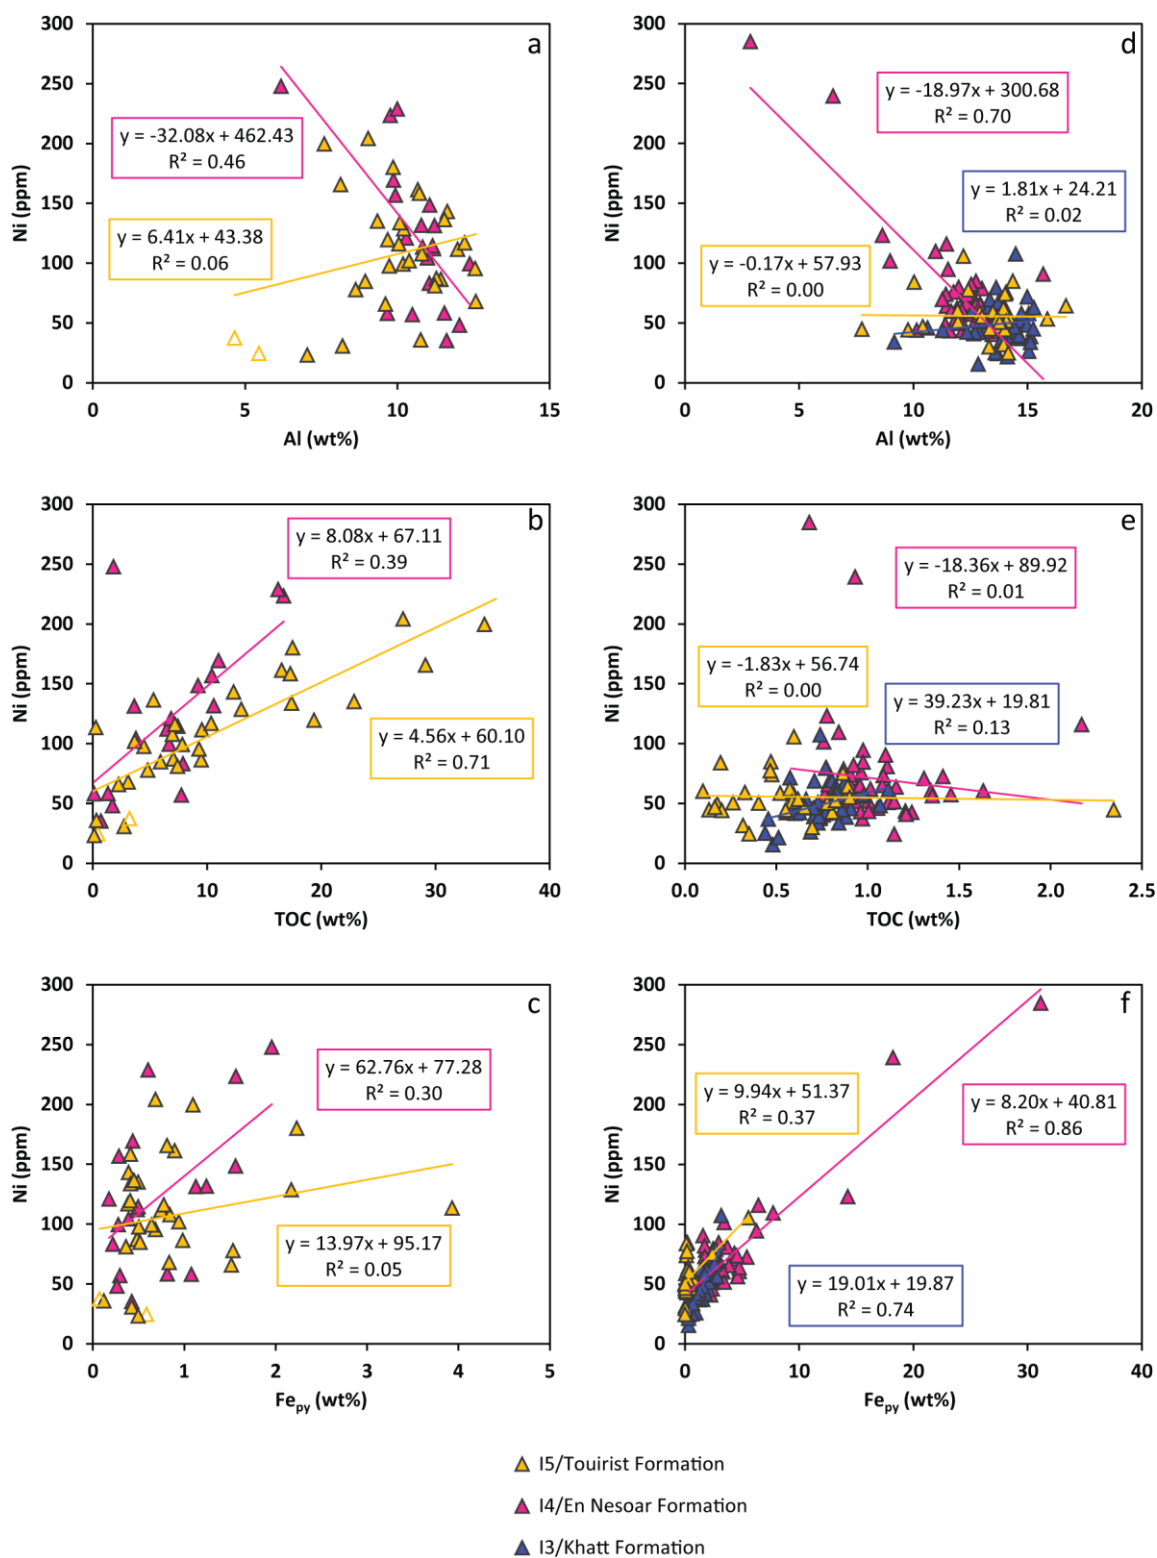 a
300
250
200
150
100
50
0
Ni (ppm)
y = -32.08x + 462.43
R² = 0.46
y = 6.41x + 43.38
R² = 0.06
0 5 10 15
Al (wt%)
d
300
250
200
150
100
50
0
Ni (ppm)
y = -18.97x + 300.68
R² = 0.70
y = 1.81x + 24.21
R² = 0.02
y = -0.17x + 57.93
R² = 0.00
0 5 10 15 20
Al (wt%)
b
300
250
200
150
100
50
0
Ni (ppm)
y = 8.08x + 67.11
R² = 0.39
y = 4.56x + 60.10
R² = 0.71
0 10 20 30 40
TOC (wt%)
e
300
250
200
150
100
50
0
Ni (ppm)
y = -18.36x + 89.92
R² = 0.01
y = -1.83x + 56.74
R² = 0.00
y = 39.23x + 19.81
R² = 0.13
0.0 0.5 1.0 1.5 2.0 2.5
TOC (wt%)
c
300
250
200
150
100
50
0
Ni (ppm)
y = 62.76x + 77.28
R² = 0.30
y = 13.97x + 95.17
R² = 0.05
0 1 2 3 4 5
Fepy (wt%)
f
300
250
200
150
100
50
0
Ni (ppm)
y = 9.94x + 51.37
R² = 0.37
y = 8.20x + 40.81
R² = 0.86
y = 19.01x + 19.87
R² = 0.74
0 10 20 30 40
Fepy (wt%)
I5/Touirist Formation
I4/En Nesoar Formation
I3/Khatt Formation